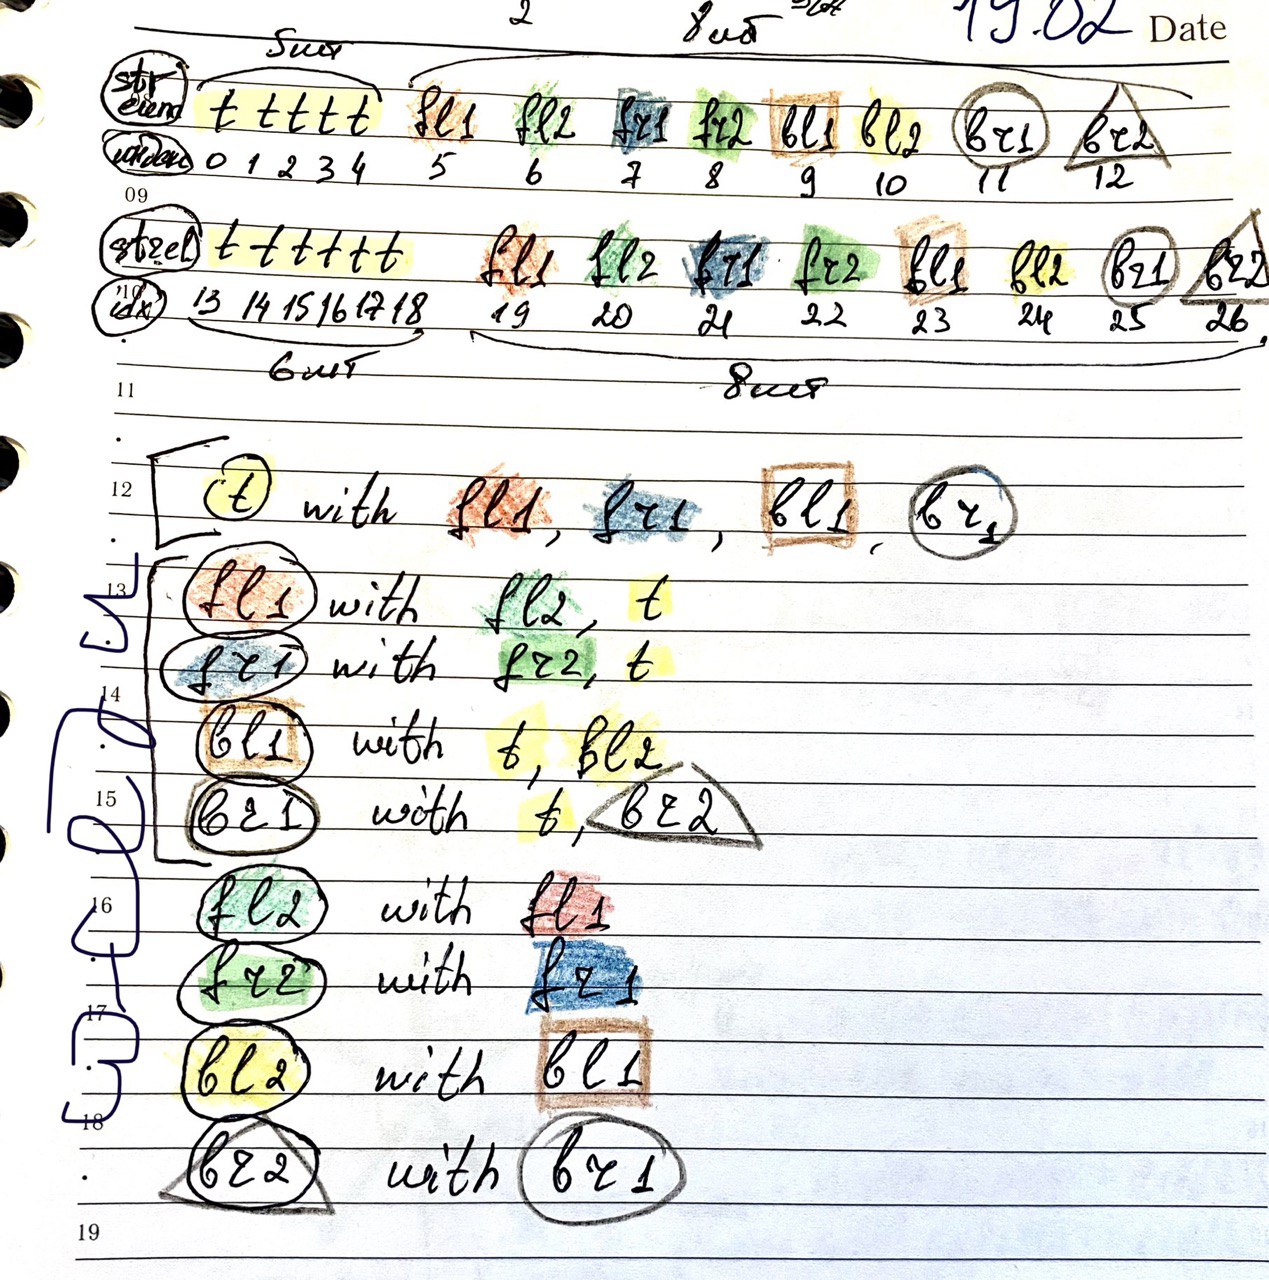 2 8шт 19.02 Date
5шт
str t t t t t fl1 fl2 fr1 fr2 bl1 bl2 br1 br2
индекс 0 1 2 3 4 5 6 7 8 9 10 11 12
09
strel t t t t t t fl1 fl2 fr1 fr2 bl1 bl2 br1 br2
10
idx 13 14 15 16 17 18 19 20 21 22 23 24 25 26
6шт 8шт
11
12 t with fl1, fr1, bl1, br1
13 fl1 with fl2, t
fr1 with fr2, t
14
bl1 with t, bl2
15 br1 with t, br2
16 fl2 with fl1
fr2 with fr1
17
bl2 with bl1
18
br2 with br1
19